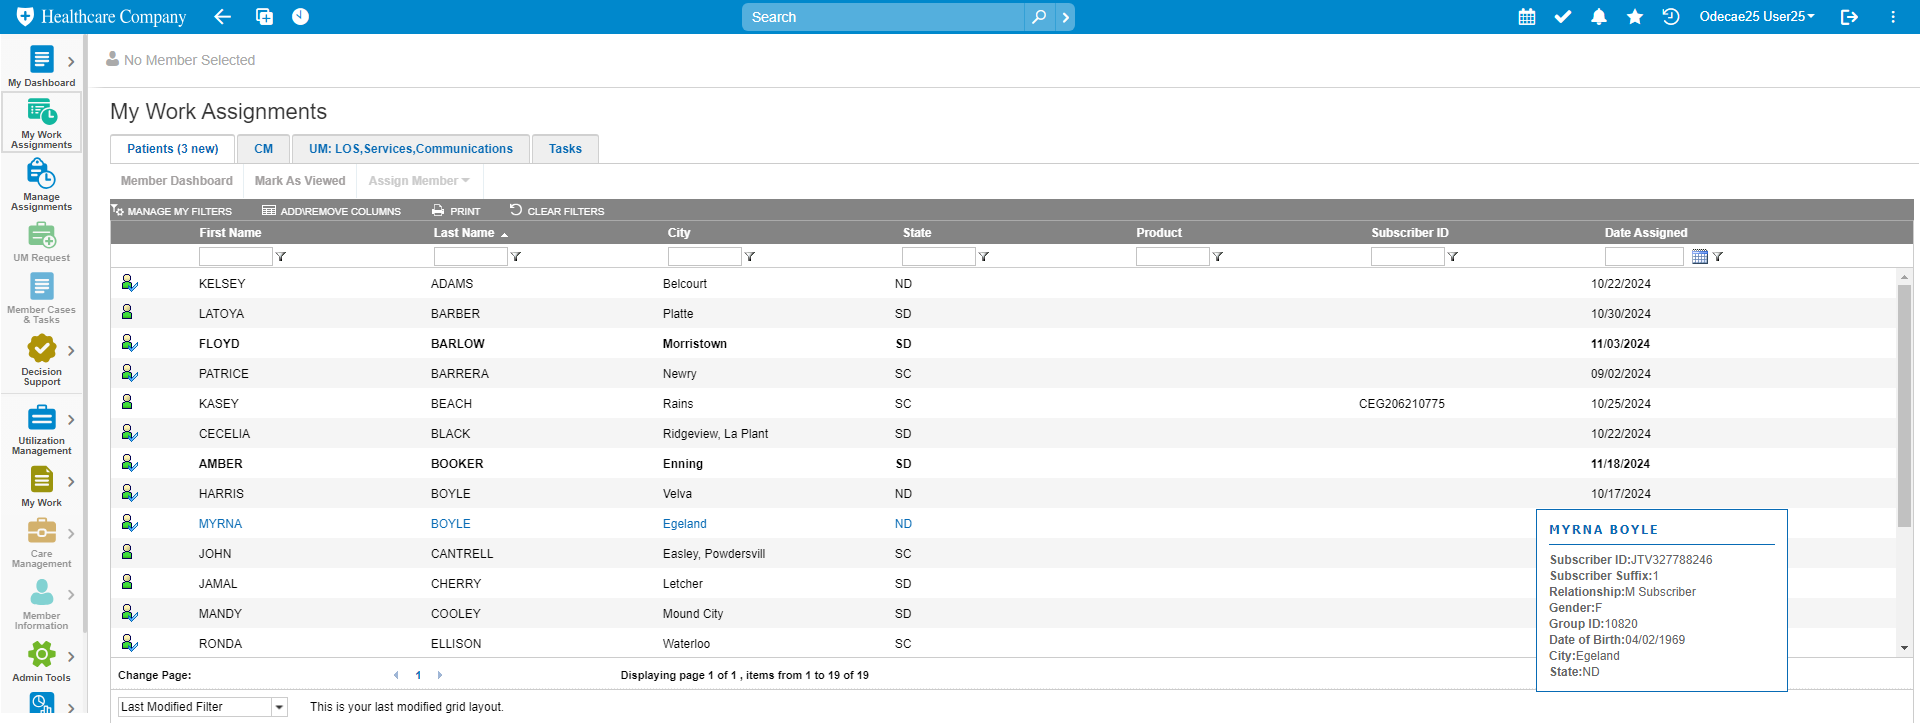 Healthcare Company
Search
Odecae25 User25
My Dashboard
My Work
Assignments
Manage
Assignments
UM Request
Member Cases
& Tasks
Decision
Support
Utilization
Management
My Work
Care
Management
Member
Information
Admin Tools
No Member Selected
My Work Assignments
Patients (3 new) CM UM: LOS,Services,Communications Tasks
Member Dashboard Mark As Viewed Assign Member
MANAGE MY FILTERS ADD\REMOVE COLUMNS PRINT CLEAR FILTERS
First Name Last Name City State Product Subscriber ID Date Assigned
KELSEY ADAMS Belcourt ND 10/22/2024
LATOYA BARBER Platte SD 10/30/2024
FLOYD BARLOW Morristown SD 11/03/2024
PATRICE BARRERA Newry SC 09/02/2024
KASEY BEACH Rains SC CEG206210775 10/25/2024
CECELIA BLACK Ridgeview, La Plant SD 10/22/2024
AMBER BOOKER Enning SD 11/18/2024
HARRIS BOYLE Velva ND 10/17/2024
MYRNA BOYLE Egeland ND
JOHN CANTRELL Easley, Powdersvill SC
JAMAL CHERRY Letcher SD
MANDY COOLEY Mound City SD
RONDA ELLISON Waterloo SC
MYRNA BOYLE
Subscriber ID:JTV327788246
Subscriber Suffix:1
Relationship:M Subscriber
Gender:F
Group ID:10820
Date of Birth:04/02/1969
City:Egeland
State:ND
Change Page: 1 Displaying page 1 of 1 , items from 1 to 19 of 19
Last Modified Filter This is your last modified grid layout.